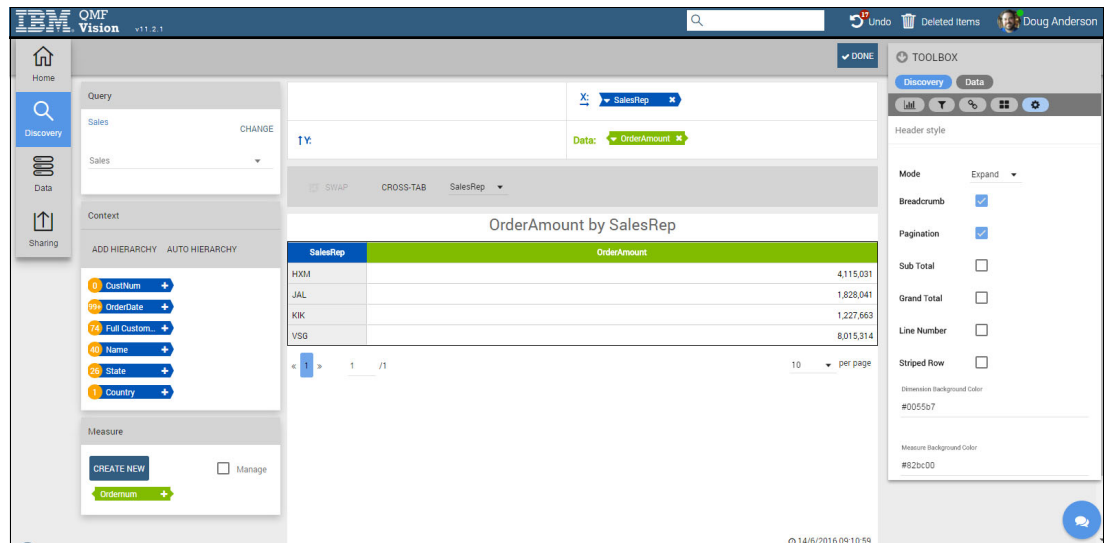 IBM QMF Vision v11.2.1
17 Undo Deleted Items Doug Anderson
Home
Discovery
Data
Sharing
Query
Sales
CHANGE
Sales
Context
ADD HIERARCHY AUTO HIERARCHY
0 CustNum +
99+ OrderDate +
74 Full Custom... +
40 Name +
26 State +
1 Country +
Measure
CREATE NEW Manage
Ordernum +
DONE
X: SalesRep
Y:
Data: OrderAmount
SWAP CROSS-TAB SalesRep
OrderAmount by SalesRep
SalesRep OrderAmount
HXM 4,115,031
JAL 1,828,041
KIK 1,227,663
VSG 8,015,314
« 1 » 1 /1 10 per page
14/6/2016 09:10:59
TOOLBOX
Discovery Data
Header style
Mode Expand
Breadcrumb
Pagination
Sub Total
Grand Total
Line Number
Striped Row
Dimension Background Color
#0055b7
Measure Background Color
#82bc00